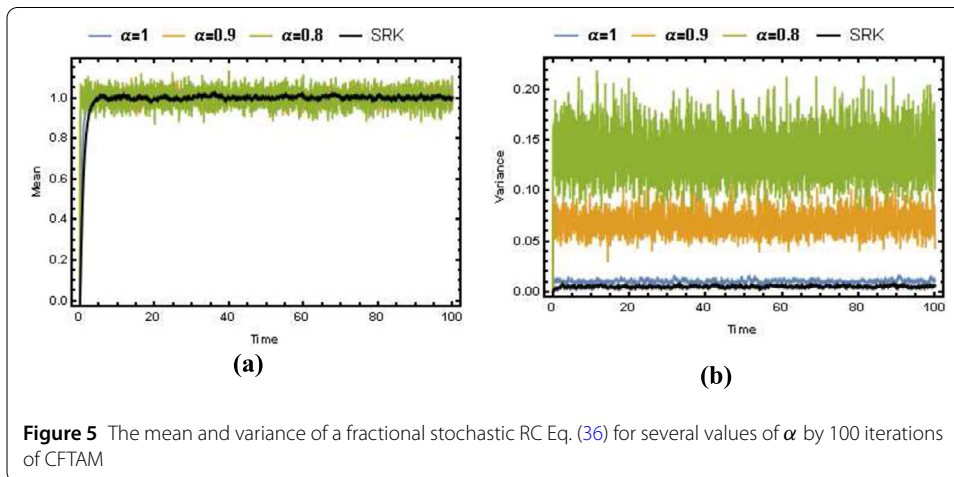 α=1 α=0.9 α=0.8 SRK
1.0
0.8
0.6
0.4
0.2
0.0
Mean
0 20 40 60 80 100
Time
(a)
α=1 α=0.9 α=0.8 SRK
0.20
0.15
0.10
0.05
0.00
Variance
0 20 40 60 80 100
Time
(b)
Figure 5 The mean and variance of a fractional stochastic RC Eq. (36) for several values of α by 100 iterations
of CFTAM